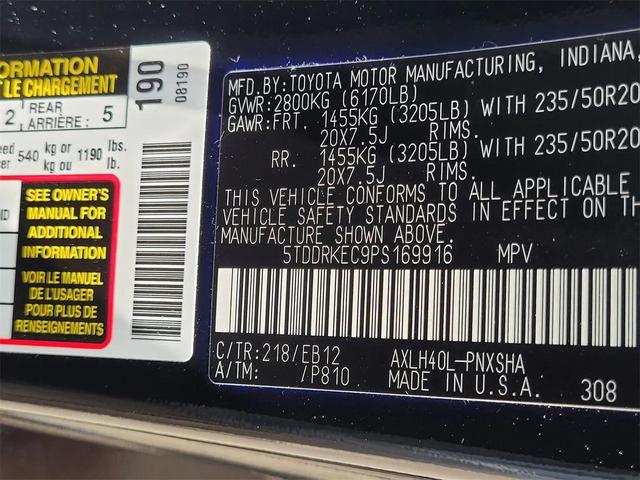 ORMATION
LE CHARGEMENT
2 REAR ARRIÈRE : 5
540 kg or kg ou 1190 lbs. lb.
SEE OWNER'S
MANUAL FOR
ADDITIONAL
INFORMATION
VOIR LE MANUEL
DE L'USAGER
POUR PLUS DE
RENSEIGNEMENTS
190
08190
MFD.BY:TOYOTA MOTOR MANUFACTURING, INDIANA,
GVWR:2800KG (6170LB)
GAWR:FRT. 1455KG (3205LB) WITH 235/50R20
20X7.5J RIMS.
RR. 1455KG (3205LB) WITH 235/50R20
20X7.5J RIMS.
THIS VEHICLE CONFORMS TO ALL APPLICABLE
VEHICLE SAFETY STANDARDS IN EFFECT ON TH
MANUFACTURE SHOWN ABOVE.
5TDDRKEC9PS169916 MPV
C/TR:218/EB12 AXLH40L-PNXSHA
A/TM: /P810 MADE IN U.S.A. 308